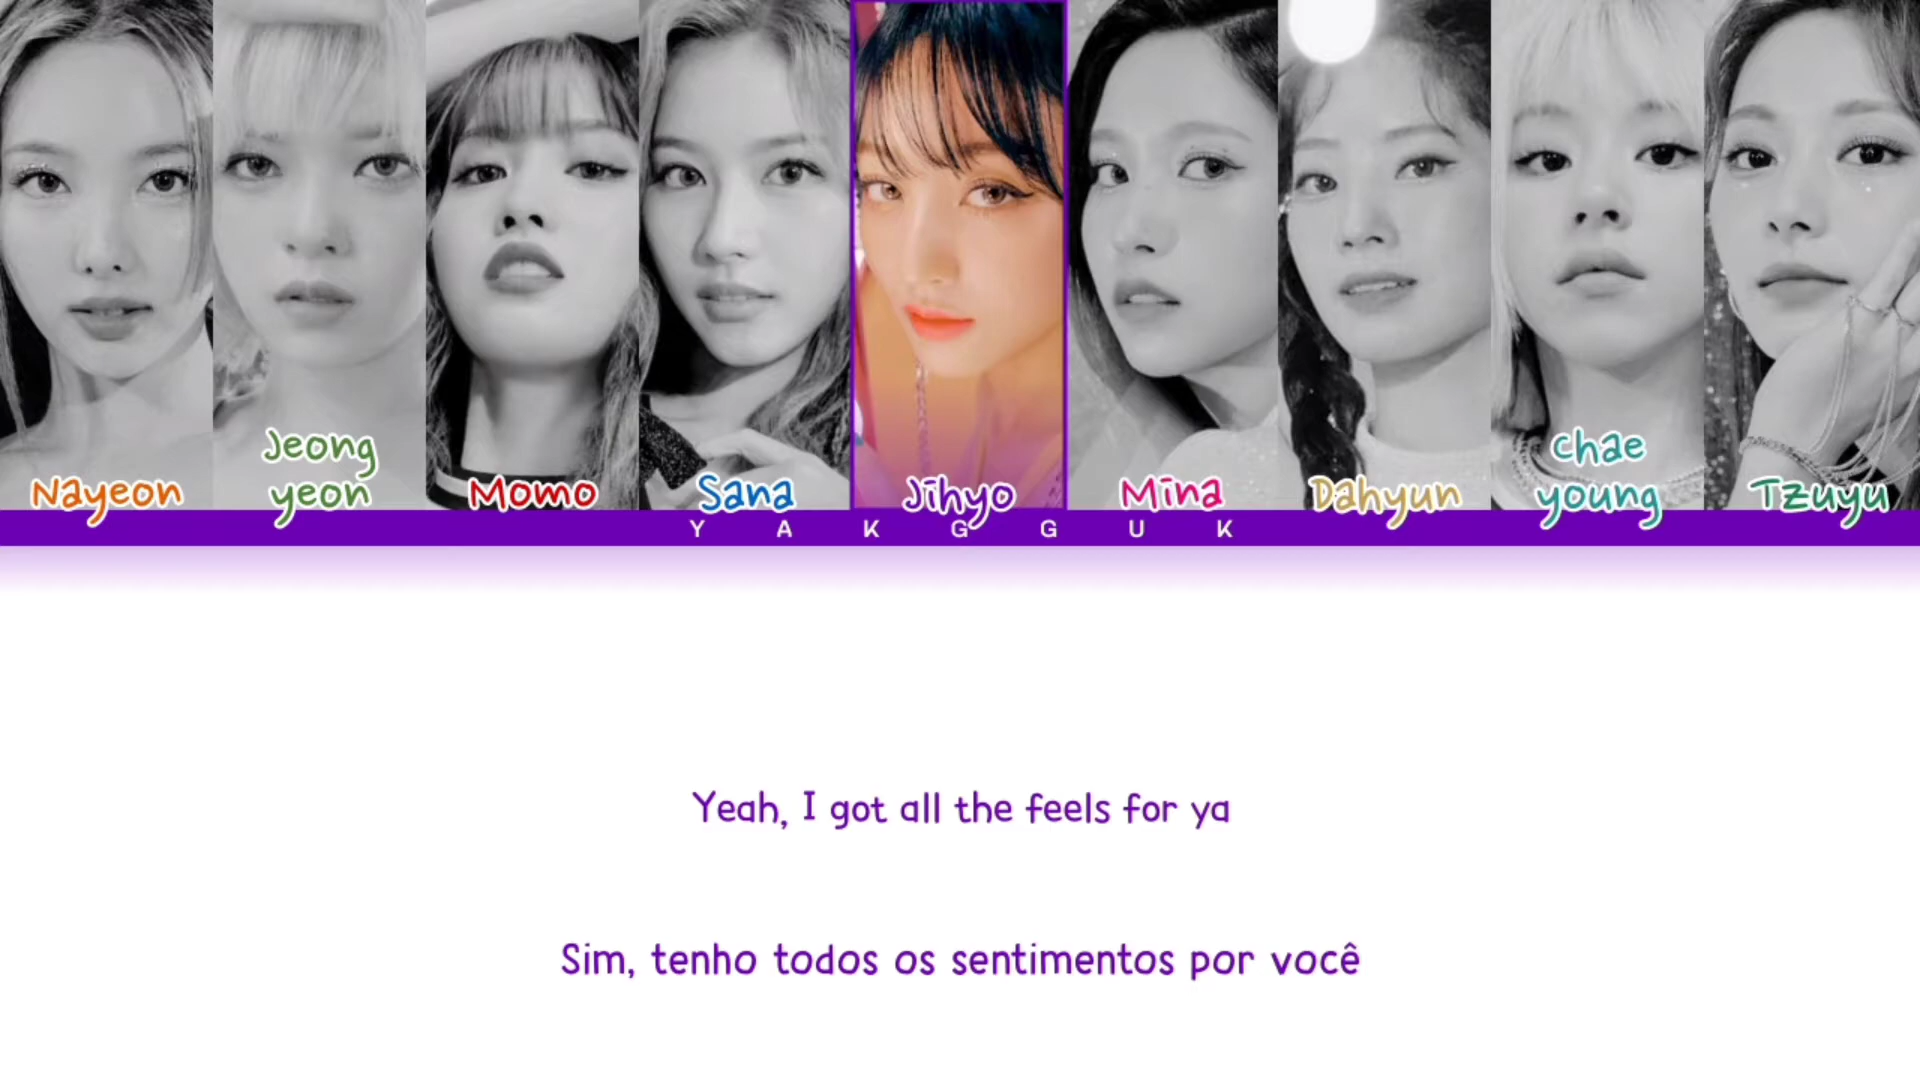 Nayeon
Jeong
yeon
Momo
Sana
Jihyo
Mina
Dahyun
chae
young
Tzuyu
Y A K G G U K
Yeah, I got all the feels for ya
Sim, tenho todos os sentimentos por você